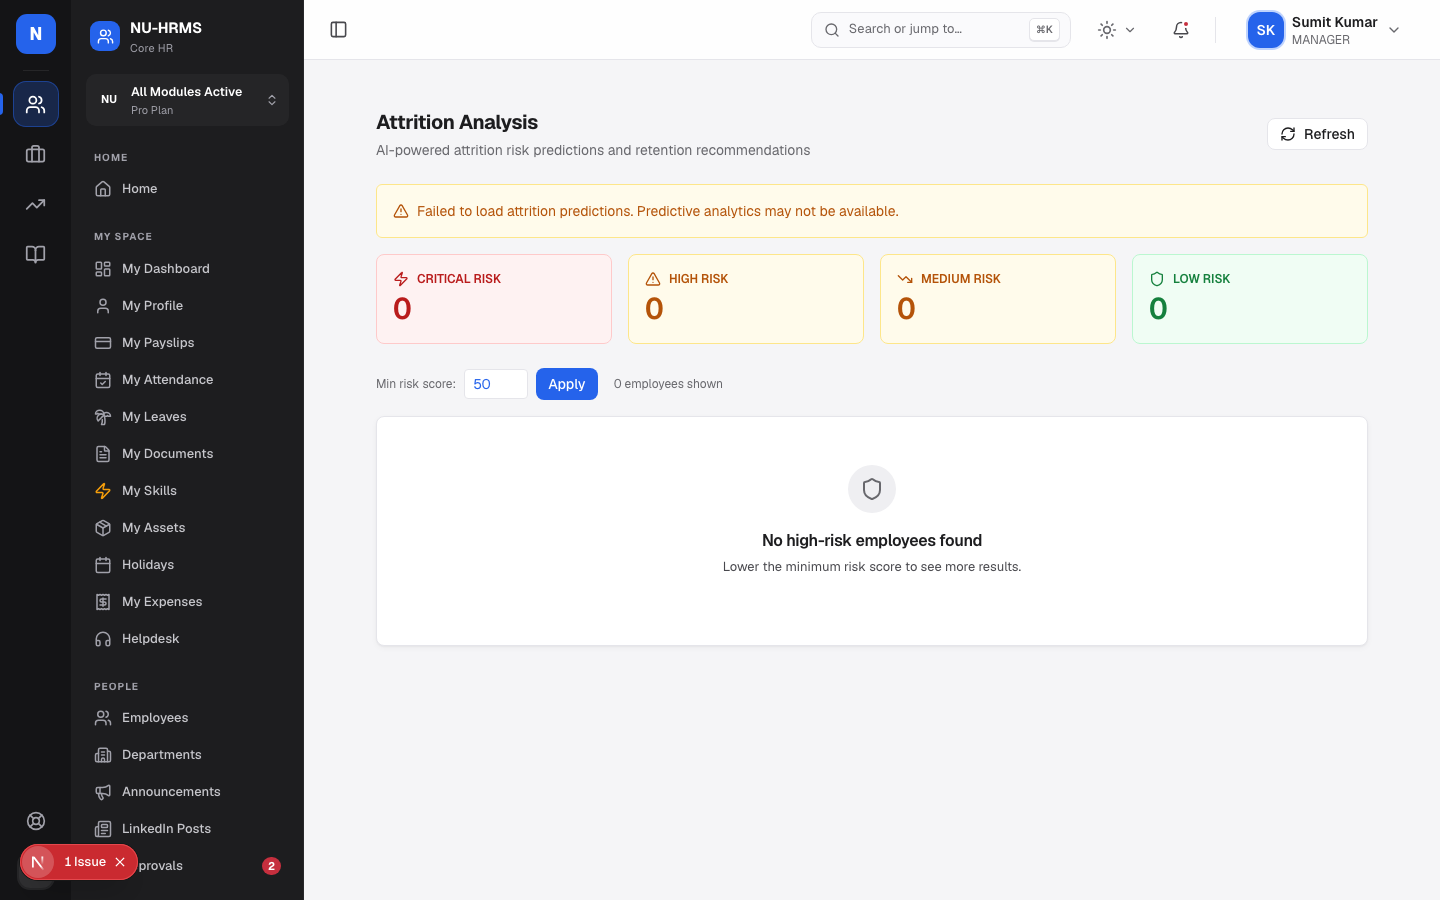 N
NU-HRMS
Core HR
NU
All Modules Active
Pro Plan
HOME
Home
MY SPACE
My Dashboard
My Profile
My Payslips
My Attendance
My Leaves
My Documents
My Skills
My Assets
Holidays
My Expenses
Helpdesk
PEOPLE
Employees
Departments
Announcements
LinkedIn Posts
provals
2
N
1 Issue
Search or jump to...
⌘K
SK
Sumit Kumar
MANAGER
Attrition Analysis
AI-powered attrition risk predictions and retention recommendations
Refresh
Failed to load attrition predictions. Predictive analytics may not be available.
CRITICAL RISK
0
HIGH RISK
0
MEDIUM RISK
0
LOW RISK
0
Min risk score:
50
Apply
0 employees shown
No high-risk employees found
Lower the minimum risk score to see more results.